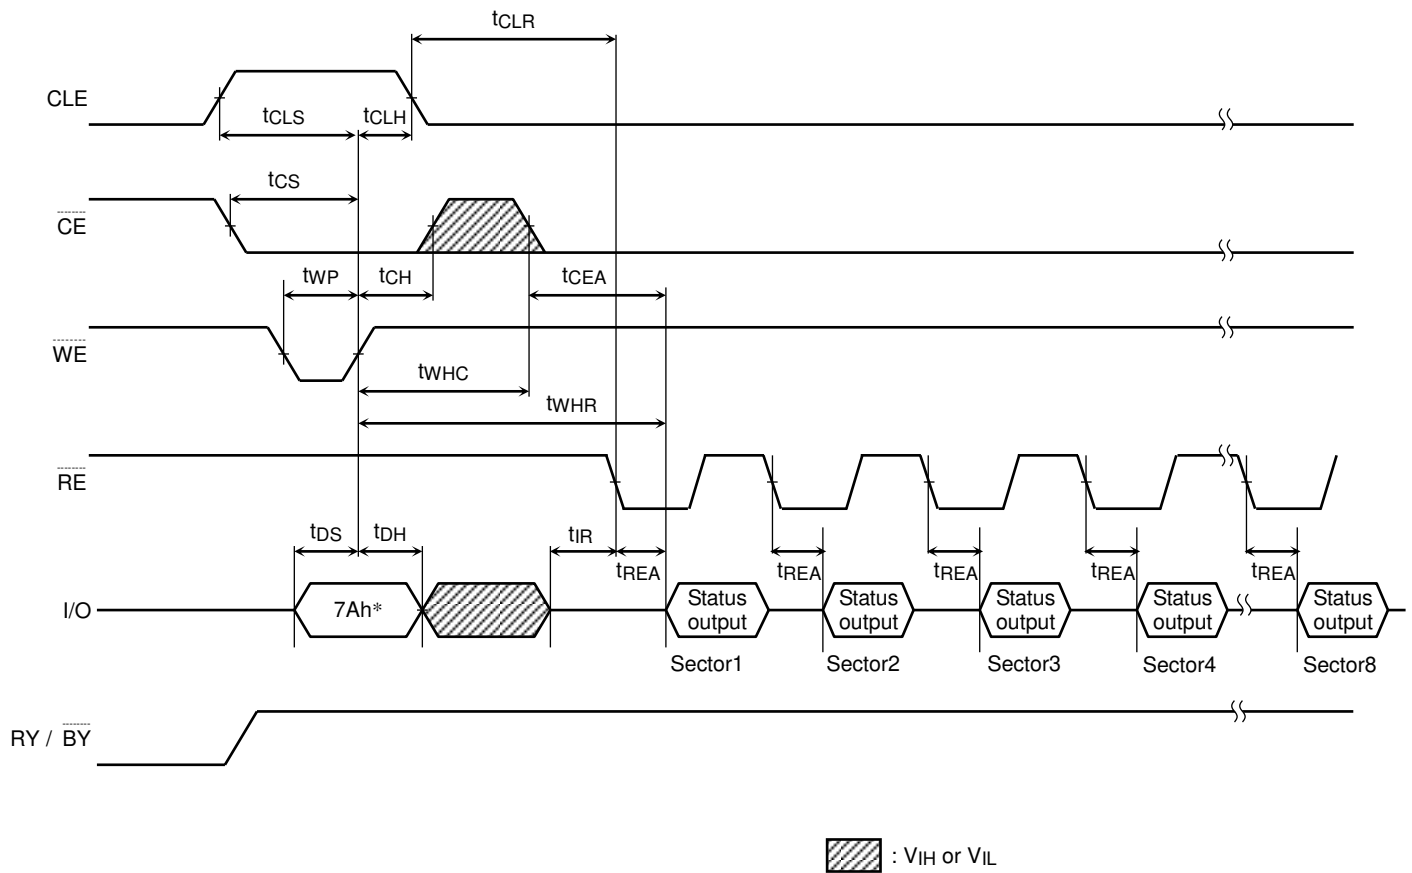 tCLR
CLE
tCLS
tCLH
tCS
CE
tWP
tCH
tCEA
WE
tWHC
tWHR
RE
tDS
tDH
tIR
tREA
tREA
tREA
tREA
tREA
I/O
7Ah*
Status output
Status output
Status output
Status output
Status output
Sector1
Sector2
Sector3
Sector4
Sector8
RY / BY
: VIH or VIL